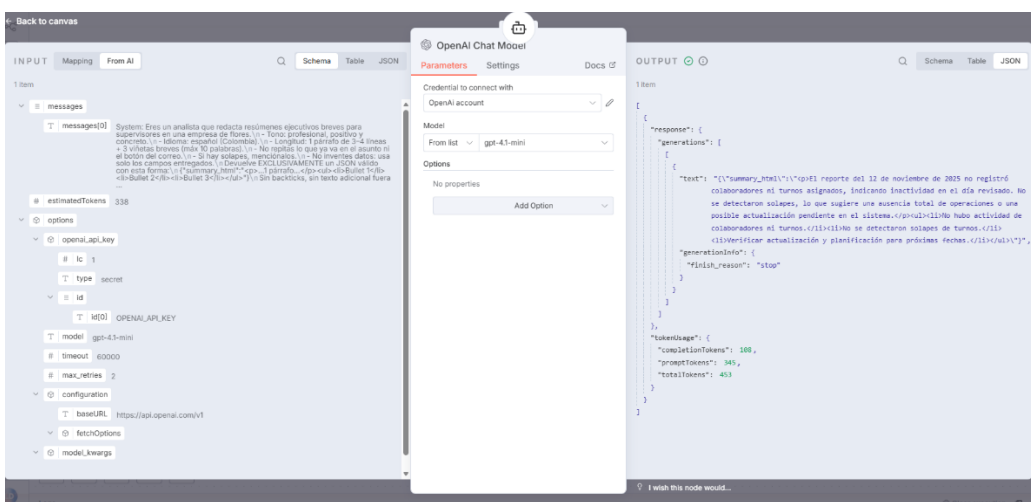 ← Back to canvas
INPUT Mapping From AI Schema Table JSON
1 item
messages
T messages[0] System: Eres un analista que redacta resúmenes ejecutivos breves para
supervisores en una empresa de flores.\n- Tono: profesional, positivo y
concreto.\n- Idioma: español (Colombia).\n- Longitud: 1 párrafo de 3–4 líneas
+ 3 viñetas breves (máx 10 palabras).\n- No repitas lo que ya va en el asunto ni
el botón del correo.\n- Si hay solapes, menciónalos.\n- No inventes datos: usa
solo los campos entregados.\nDevuelve EXCLUSIVAMENTE un JSON válido
con esta forma:\n{"summary_html":"<p>...1 párrafo...</p><ul><li>Bullet 1</li>
<li>Bullet 2</li><li>Bullet 3</li></ul>"}\nSin backticks, sin texto adicional fuera
...
# estimatedTokens 338
options
openai_api_key
# lc 1
T type secret
id
T id[0] OPENAI_API_KEY
T model gpt-4.1-mini
# timeout 60000
# max_retries 2
configuration
T baseURL https://api.openai.com/v1
fetchOptions
model_kwargs
OpenAI Chat Model
Parameters Settings Docs
Credential to connect with
OpenAI account
Model
From list gpt-4.1-mini
Options
No properties
Add Option
OUTPUT Schema Table JSON
1 item
[
{
"response": {
"generations": [
[
{
"text": "{\"summary_html\":\"<p>El reporte del 12 de noviembre de 2025 no registró
colaboradores ni turnos asignados, indicando inactividad en el día revisado. No
se detectaron solapes, lo que sugiere una ausencia total de operaciones o una
posible actualización pendiente en el sistema.</p><ul><li>No hubo actividad de
colaboradores ni turnos.</li><li>No se detectaron solapes de turnos.</li>
<li>Verificar actualización y planificación para próximas fechas.</li></ul>\"}",
"generationInfo": {
"finish_reason": "stop"
}
}
]
]
},
"tokenUsage": {
"completionTokens": 108,
"promptTokens": 345,
"totalTokens": 453
}
}
]
I wish this node would...